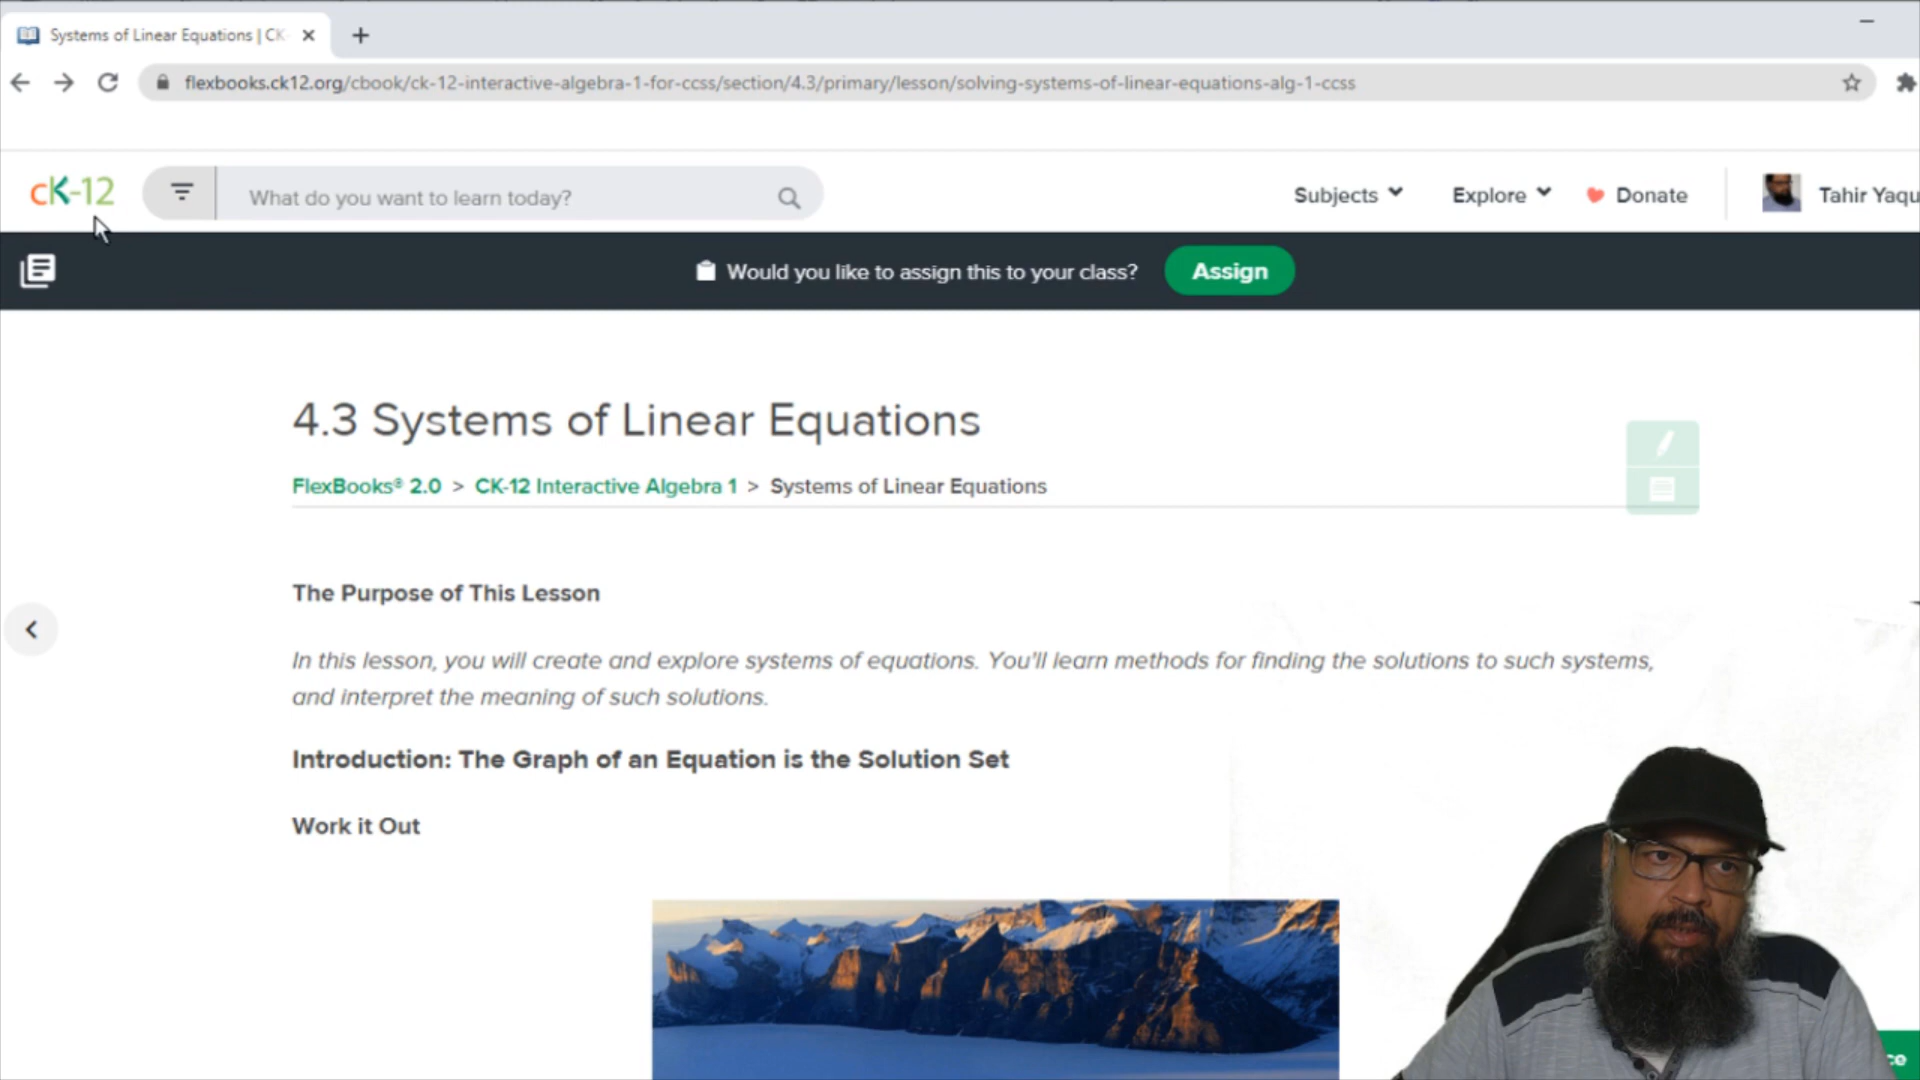 Systems of Linear Equations | CK-
flexbooks.ck12.org/cbook/ck-12-interactive-algebra-1-for-ccss/section/4.3/primary/lesson/solving-systems-of-linear-equations-alg-1-ccss
cK-12
What do you want to learn today?
Subjects
Explore
Donate
Tahir Yaqu
Would you like to assign this to your class?
Assign
4.3 Systems of Linear Equations
FlexBooks® 2.0 > CK-12 Interactive Algebra 1 > Systems of Linear Equations
The Purpose of This Lesson
In this lesson, you will create and explore systems of equations. You'll learn methods for finding the solutions to such systems,
and interpret the meaning of such solutions.
Introduction: The Graph of an Equation is the Solution Set
Work it Out
ce